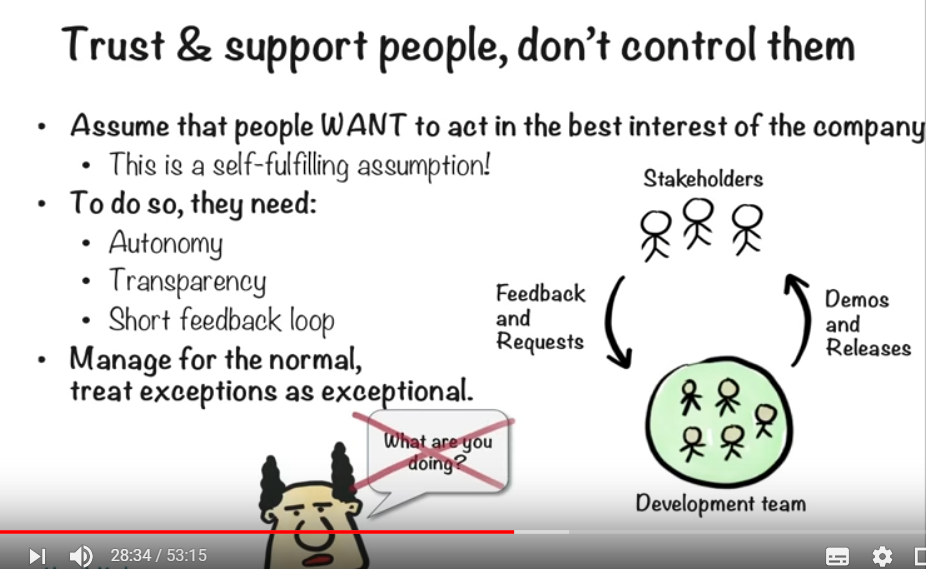 Trust & support people, don't control them
• Assume that people WANT to act in the best interest of the company
• This is a self-fulfilling assumption!
• To do so, they need:
• Autonomy
• Transparency
• Short feedback loop
• Manage for the normal,
treat exceptions as exceptional.
What are you
doing?
Stakeholders
Feedback
and
Requests
Demos
and
Releases
Development team
28:34 / 53:15